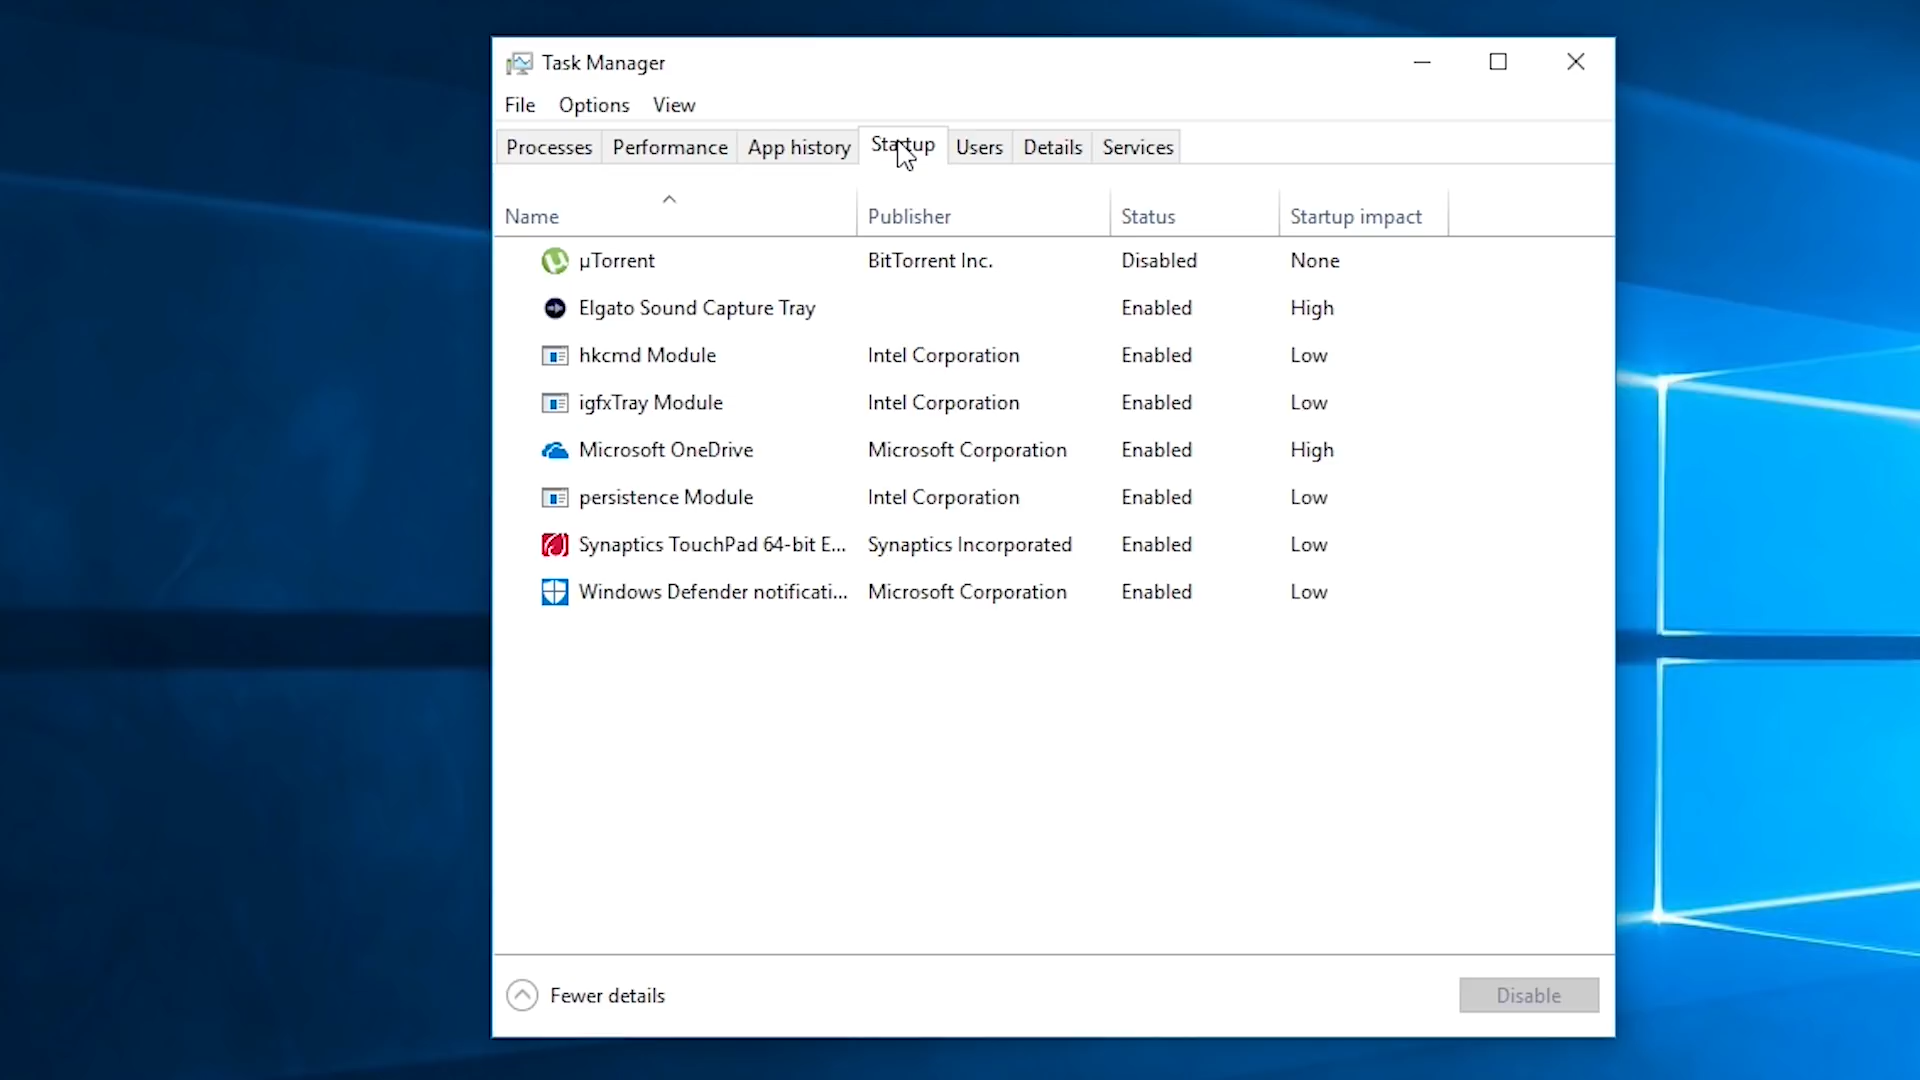 Task Manager
File Options View
Processes Performance App history Startup Users Details Services
Name Publisher Status Startup impact
µTorrent BitTorrent Inc. Disabled None
Elgato Sound Capture Tray Enabled High
hkcmd Module Intel Corporation Enabled Low
igfxTray Module Intel Corporation Enabled Low
Microsoft OneDrive Microsoft Corporation Enabled High
persistence Module Intel Corporation Enabled Low
Synaptics TouchPad 64-bit E... Synaptics Incorporated Enabled Low
Windows Defender notificati... Microsoft Corporation Enabled Low
Fewer details Disable